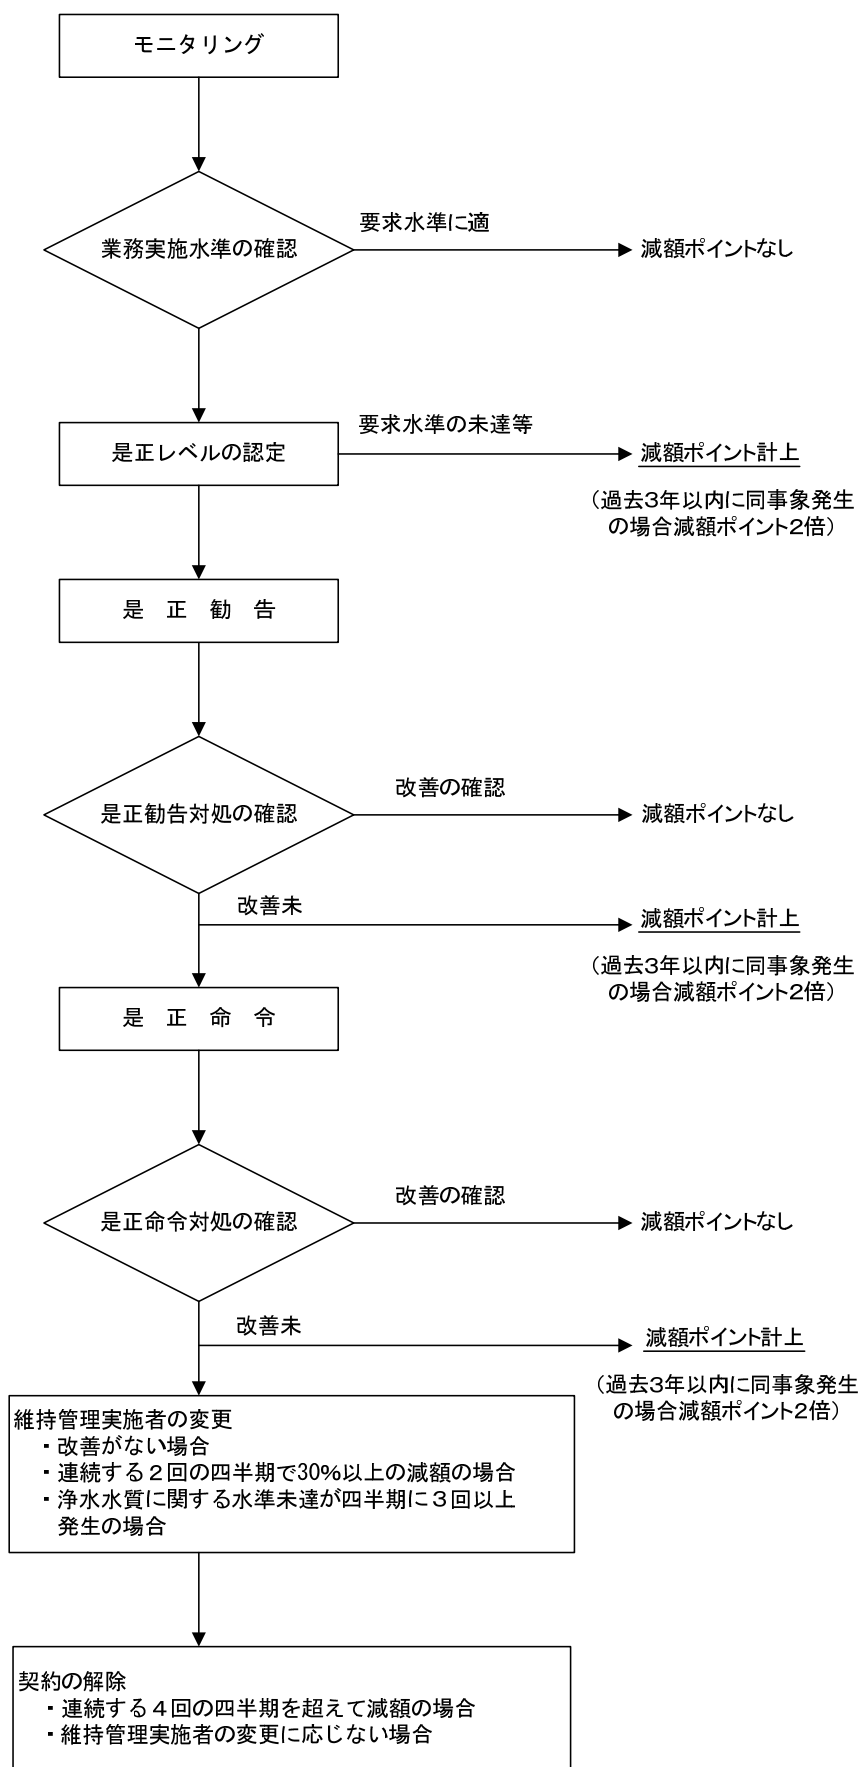 モニタリング
要求水準に適
業務実施水準の確認
減額ポイントなし
要求水準の未達等
是正レベルの認定
減額ポイント計上
（過去3年以内に同事象発生
の場合減額ポイント2倍）
是　正　勧　告
改善の確認
是正勧告対処の確認
減額ポイントなし
改善未
減額ポイント計上
（過去3年以内に同事象発生
の場合減額ポイント2倍）
是　正　命　令
改善の確認
是正命令対処の確認
減額ポイントなし
改善未
減額ポイント計上
（過去3年以内に同事象発生
の場合減額ポイント2倍）
維持管理実施者の変更
・改善がない場合
・連続する２回の四半期で30%以上の減額の場合
・浄水水質に関する水準未達が四半期に３回以上
発生の場合
契約の解除
・連続する４回の四半期を超えて減額の場合
・維持管理実施者の変更に応じない場合